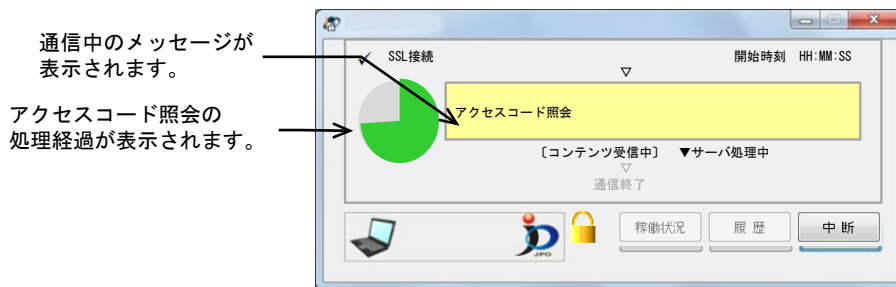 通信中のメッセージが
表示されます。
アクセスコード照会の
処理経過が表示されます。
SSL接続
開始時刻 HH:MM:SS
▽
アクセスコード照会
〔コンテンツ受信中〕 ▼サーバ処理中
▽
通信終了
JPO
稼働状況
履 歴
中 断